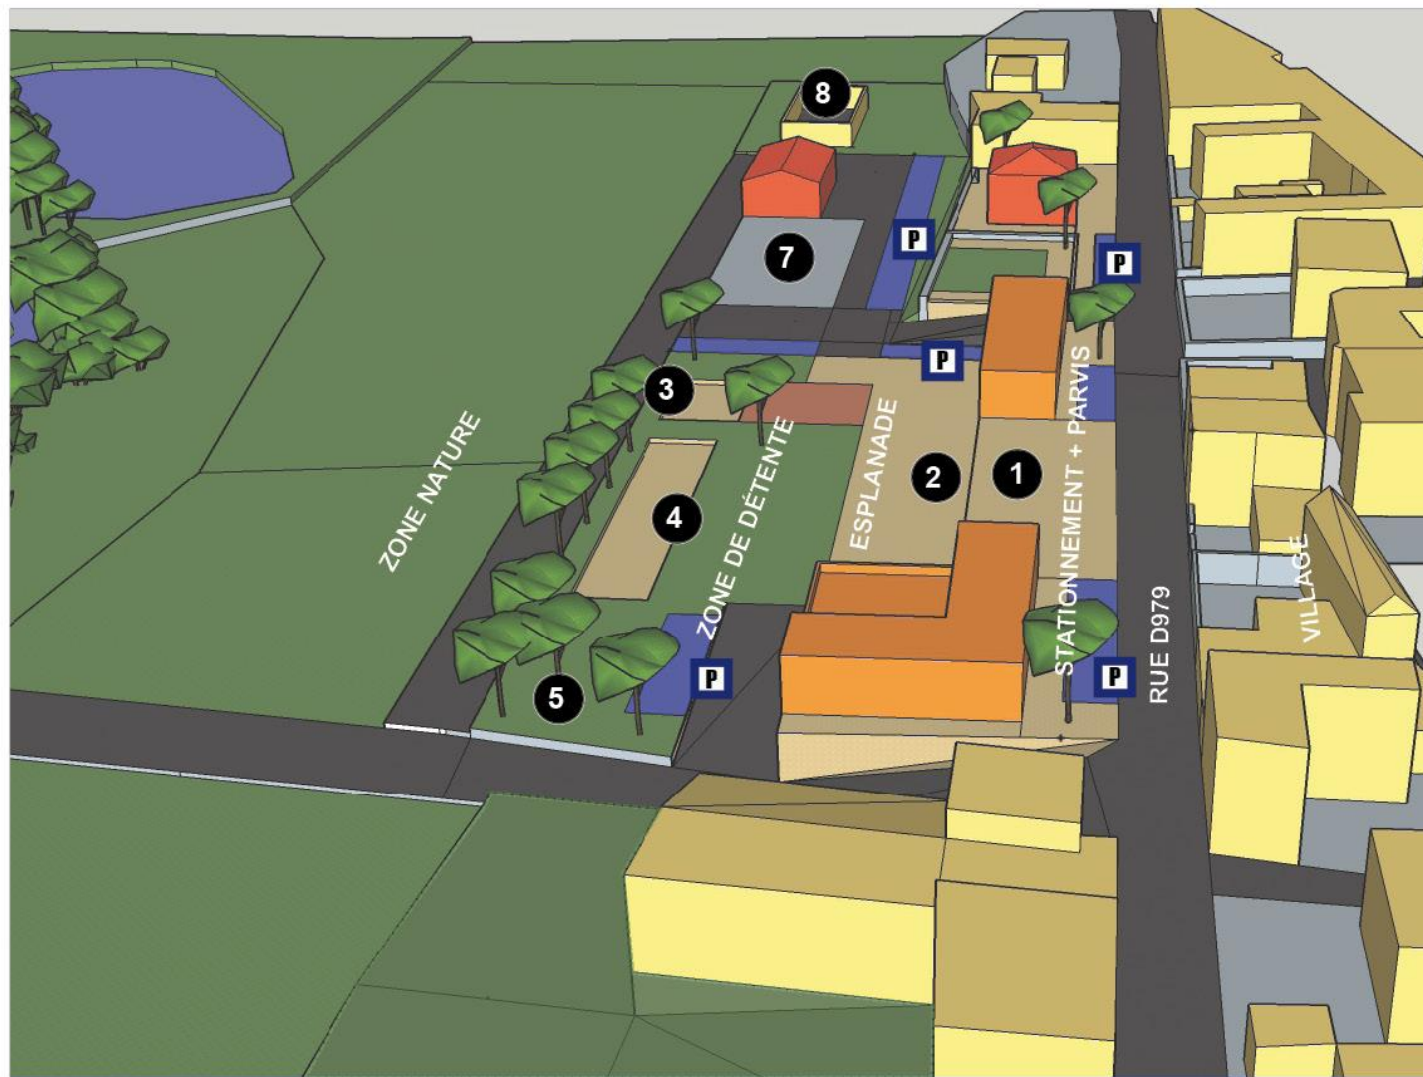 8
P
7
P
P
3
ZONE NATURE
4
ZONE DE DÉTENTE
ESPLANADE
2
1
STATIONNEMENT + PARVIS
RUE D979
VILLAGE
5
P
P